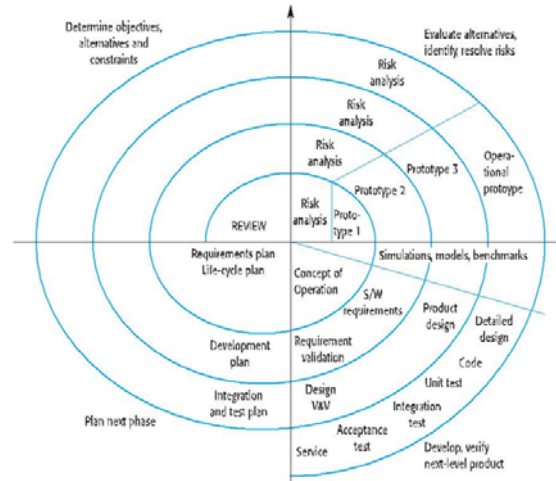 Determine objectives,
alternatives and
constraints
Evaluate alternatives,
identify, resolve risks
Risk
analysis
Risk
analysis
Risk
analysis
Risk
analysis
REVIEW
Proto-
type 1
Prototype 2
Prototype 3
Opera-
tional
protoype
Requirements plan
Life-cycle plan
Simulations, models, benchmarks
Concept of
Operation
S/W
requirements
Product
design
Detailed
design
Development
plan
Requirement
validation
Code
Unit test
Integration
and test plan
Design
V&V
Integration
test
Plan next phase
Acceptance
test
Service
Develop, verify
next-level product